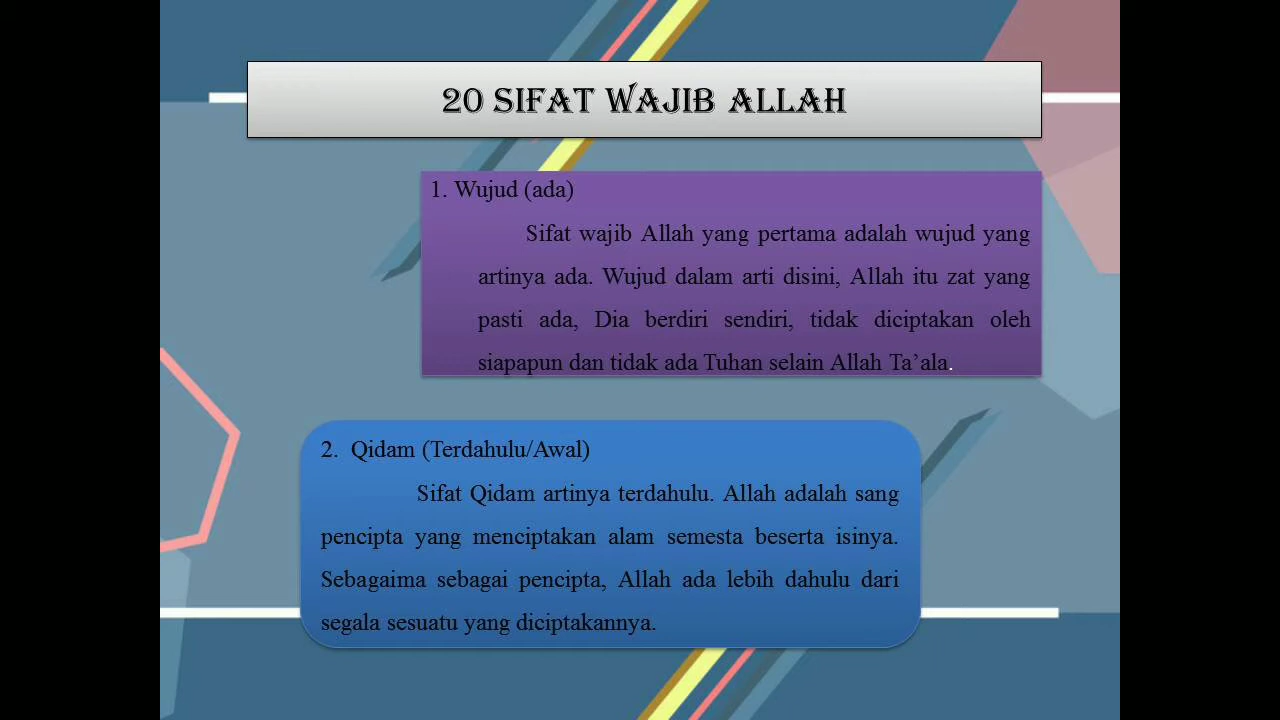 20 SIFAT WAJIB ALLAH
1. Wujud (ada)
Sifat wajib Allah yang pertama adalah wujud yang
artinya ada. Wujud dalam arti disini, Allah itu zat yang
pasti ada, Dia berdiri sendiri, tidak diciptakan oleh
siapapun dan tidak ada Tuhan selain Allah Ta’ala.
2. Qidam (Terdahulu/Awal)
Sifat Qidam artinya terdahulu. Allah adalah sang
pencipta yang menciptakan alam semesta beserta isinya.
Sebagaima sebagai pencipta, Allah ada lebih dahulu dari
segala sesuatu yang diciptakannya.